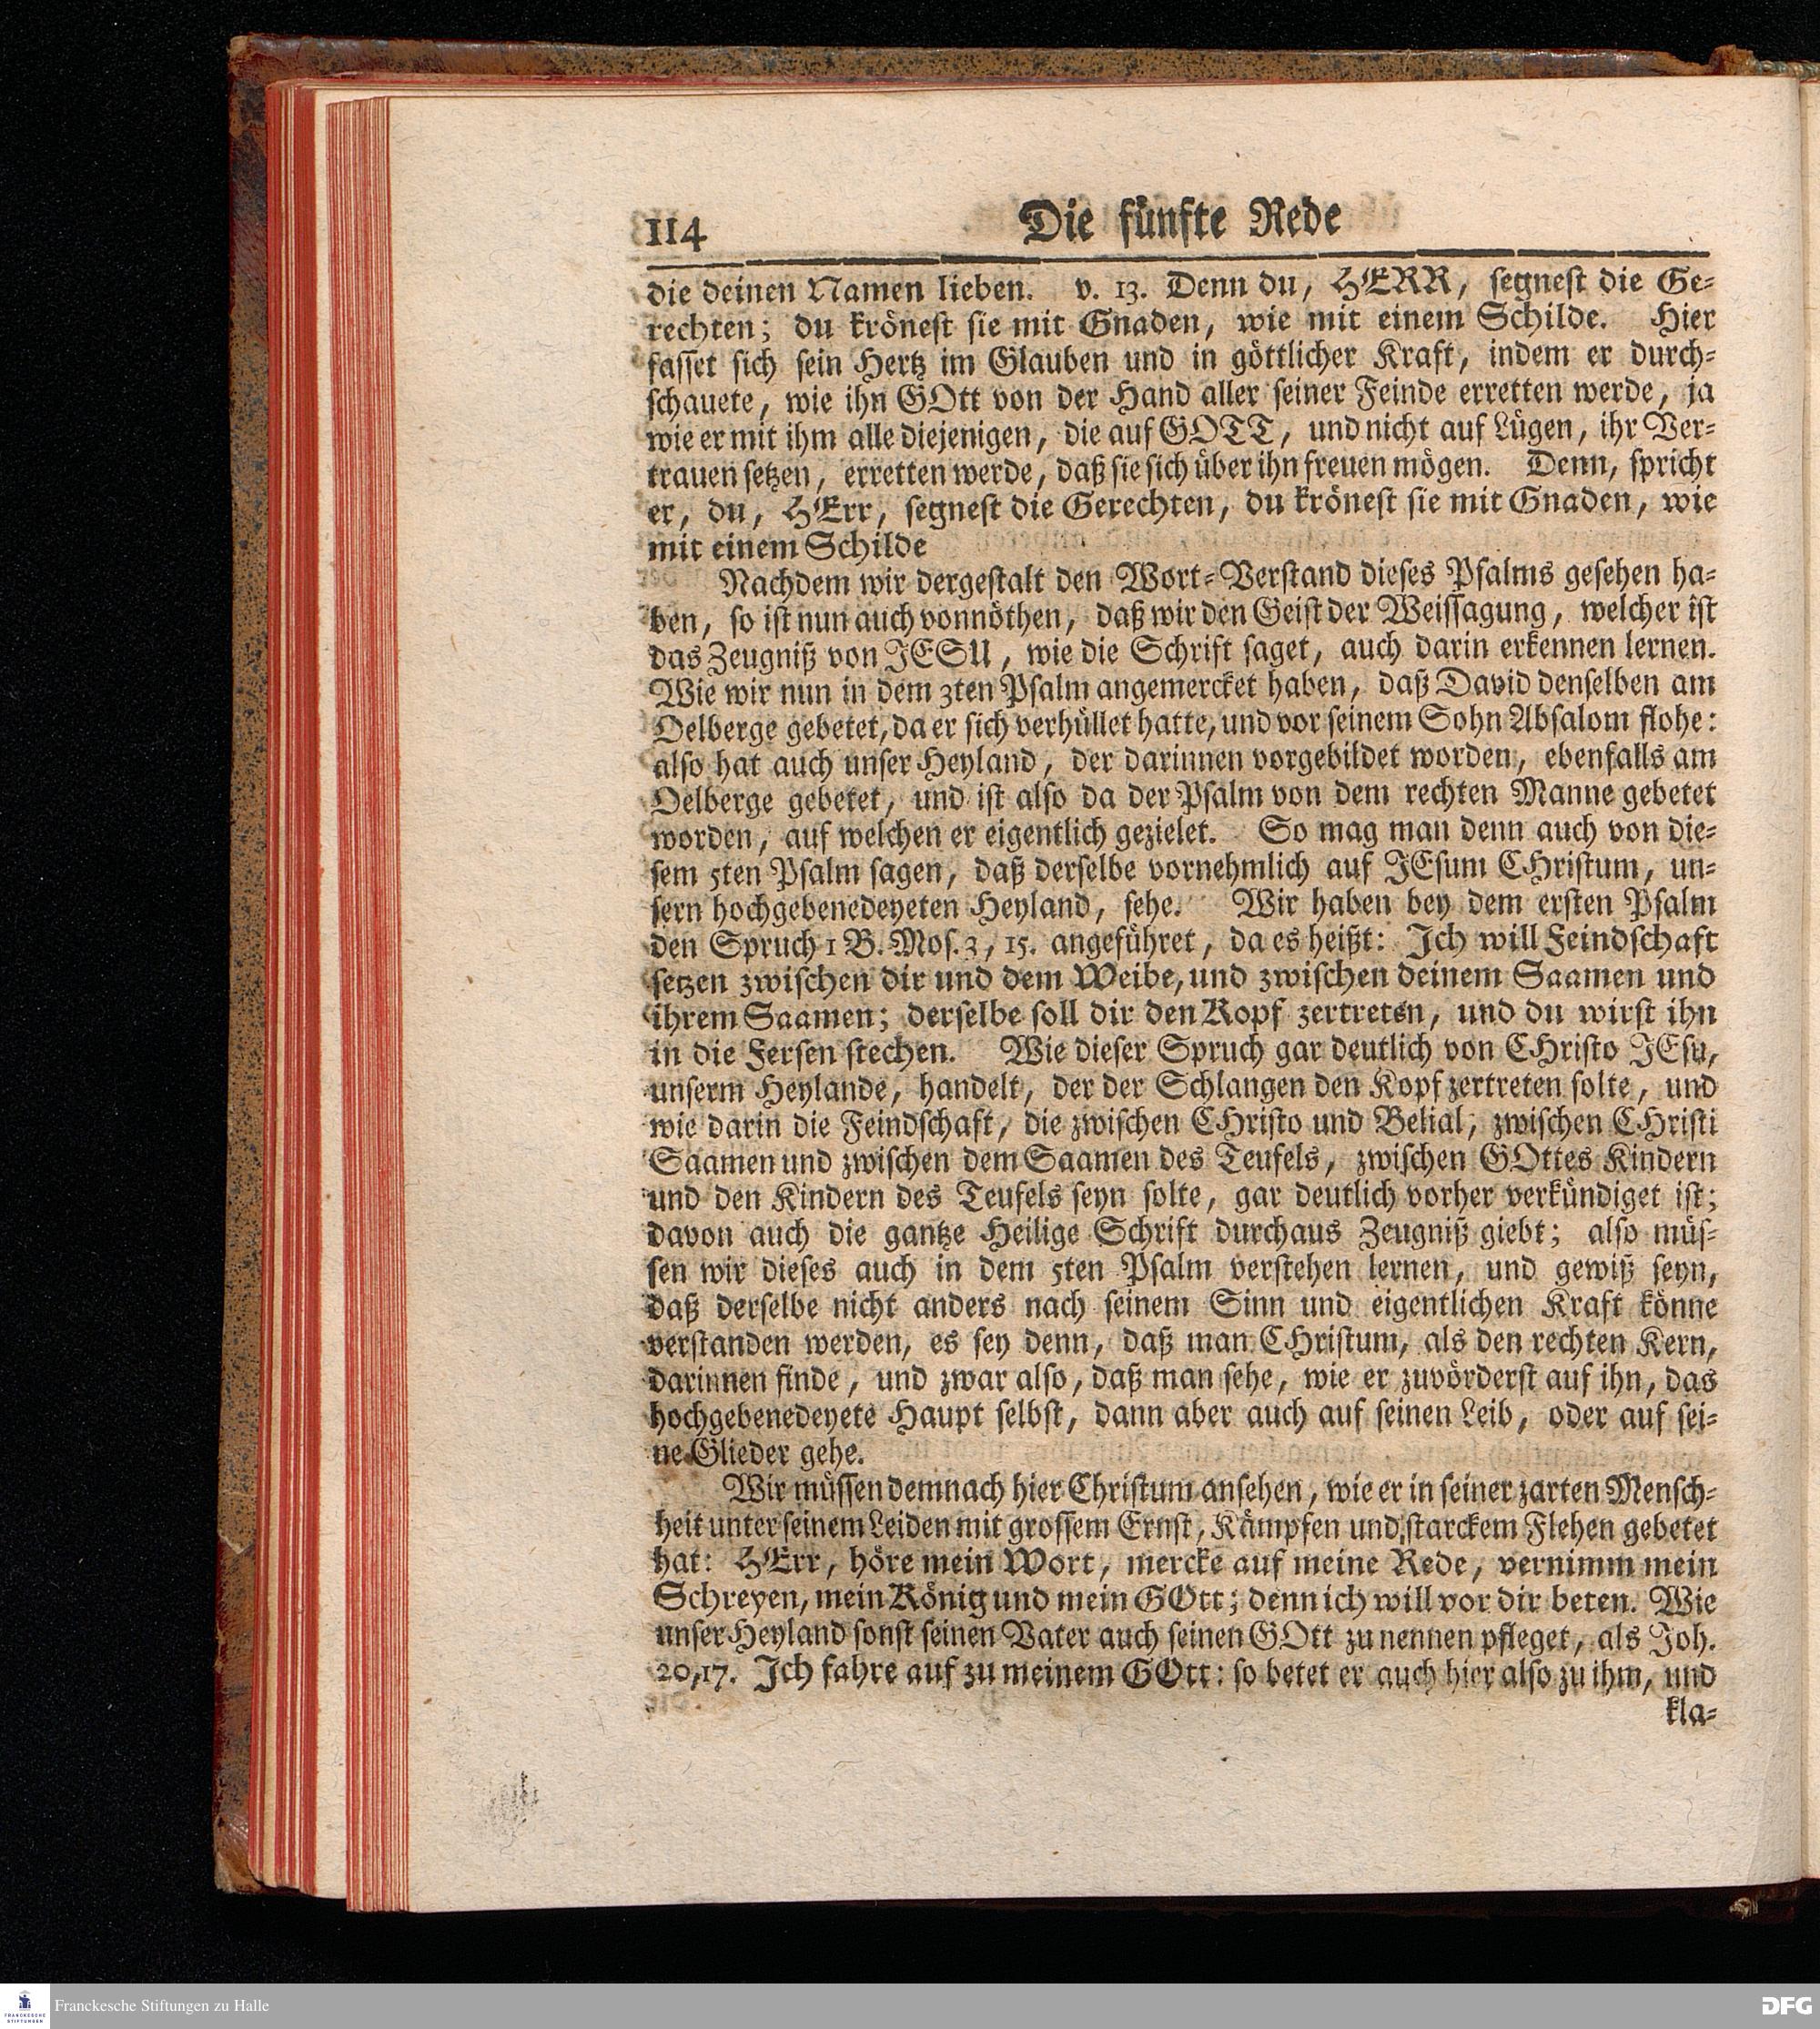 114 Die fünfte Rede
die deinen Namen lieben. v. 13. Denn du, HERR, segnest die Ge-
rechten; du krönest sie mit Gnaden, wie mit einem Schilde. Hier
fasset sich sein Hertz im Glauben und in göttlicher Kraft, indem er durch-
schauete, wie ihn GOtt von der Hand aller seiner Feinde erretten werde, ja
wie er mit ihm alle diejenigen, die auf GOTT, und nicht auf Lügen, ihr Ver-
trauen setzen, erretten werde, daß sie sich über ihn freuen mögen. Denn, spricht
er, du, HErr, segnest die Gerechten, du krönest sie mit Gnaden, wie
mit einem Schilde
Nachdem wir dergestalt den Wort-Verstand dieses Psalms gesehen ha-
ben, so ist nun auch vonnöthen, daß wir den Geist der Weissagung, welcher ist
das Zeugniß von JESU, wie die Schrift saget, auch darin erkennen lernen.
Wie wir nun in dem 3ten Psalm angemercket haben, daß David denselben am
Oelberge gebetet, da er sich verhüllet hatte, und vor seinem Sohn Absalom flohe:
also hat auch unser Heyland, der darinnen vorgebildet worden, ebenfalls am
Oelberge gebetet, und ist also da der Psalm von dem rechten Manne gebetet
worden, auf welchen er eigentlich gezielet. So mag man denn auch von die-
sem 5ten Psalm sagen, daß derselbe vornehmlich auf JEsum CHristum, un-
sern hochgebenedeyeten Heyland, sehe. Wir haben bey dem ersten Psalm
den Spruch 1 B. Mos. 3, 15. angeführet, da es heißt: Ich will Feindschaft
setzen zwischen dir und dem Weibe, und zwischen deinem Saamen und
ihrem Saamen; derselbe soll dir den Kopf zertreten, und du wirst ihn
in die Fersen stechen. Wie dieser Spruch gar deutlich von CHristo JEsu,
unserm Heylande, handelt, der der Schlangen den Kopf zertreten solte, und
wie darin die Feindschaft, die zwischen CHristo und Belial, zwischen CHristi
Saamen und zwischen dem Saamen des Teufels, zwischen GOttes Kindern
und den Kindern des Teufels seyn solte, gar deutlich vorher verkündiget ist;
davon auch die gantze Heilige Schrift durchaus Zeugniß giebt; also müs-
sen wir dieses auch in dem 5ten Psalm verstehen lernen, und gewiß seyn,
daß derselbe nicht anders nach seinem Sinn und eigentlichen Kraft könne
verstanden werden, es sey denn, daß man CHristum, als den rechten Kern,
darinnen finde, und zwar also, daß man sehe, wie er zuvörderst auf ihn, das
hochgebenedeyete Haupt selbst, dann aber auch auf seinen Leib, oder auf sei-
ne Glieder gehe.
Wir müssen demnach hier Christum ansehen, wie er in seiner zarten Mensch-
heit unter seinem Leiden mit grossem Ernst, Kämpfen und starckem Flehen gebetet
hat: HErr, höre mein Wort, mercke auf meine Rede, vernimm mein
Schreyen, mein König und mein GOtt; denn ich will vor dir beten. Wie
unser Heyland sonst seinen Vater auch seinen GOtt zu nennen pfleget, als Joh.
20,17. Ich fahre auf zu meinem GOtt: so betet er auch hier also zu ihm, und
kla-
FRANCKESCHE
STIFTUNGEN
Franckesche Stiftungen zu Halle
DFG